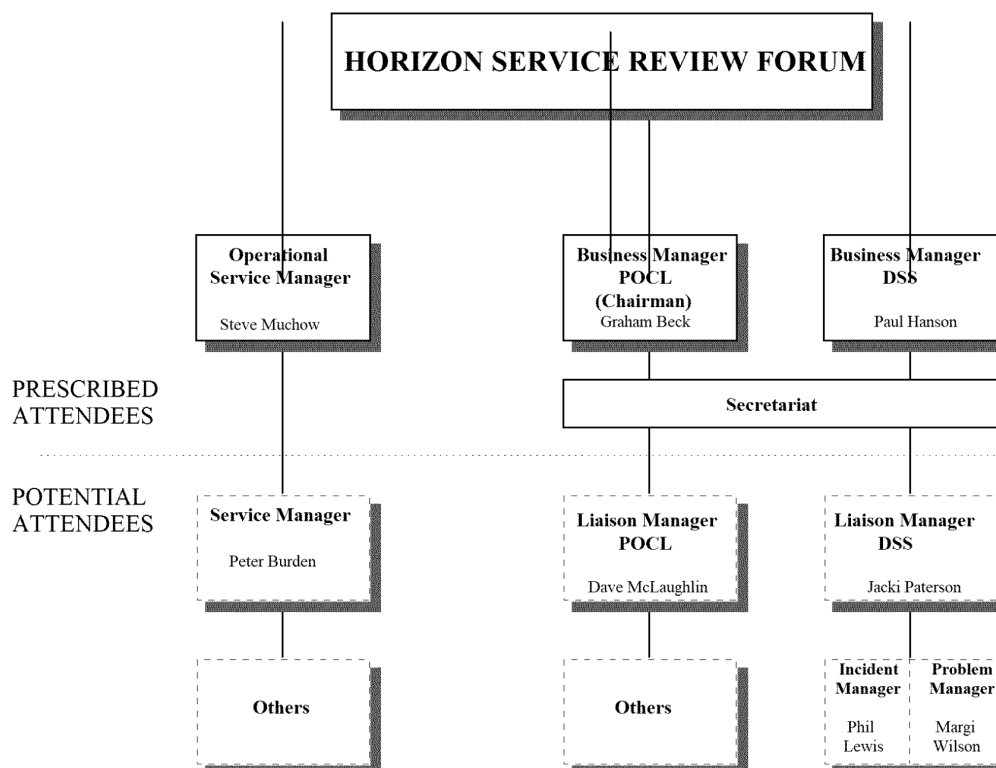 HORIZON SERVICE REVIEW FORUM
Operational
Service Manager
Steve Muchow
Business Manager
POCL
(Chairman)
Graham Beck
Business Manager
DSS
Paul Hanson
PRESCRIBED
ATTENDEES
Secretariat
POTENTIAL
ATTENDEES
Service Manager
Peter Burden
Liaison Manager
POCL
Dave McLaughlin
Liaison Manager
DSS
Jacki Paterson
Others
Others
Incident
Manager
Phil
Lewis
Problem
Manager
Margi
Wilson